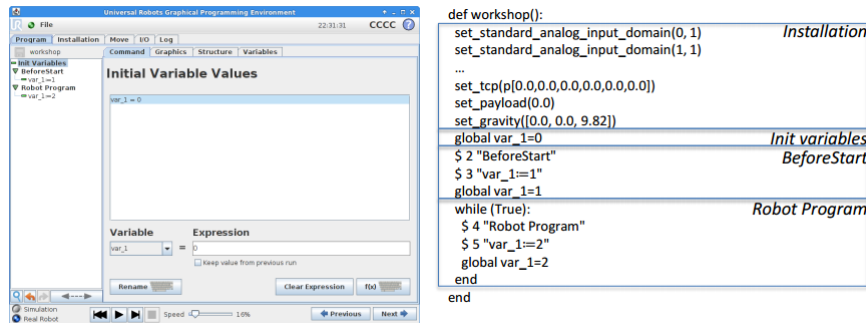 Universal Robots Graphical Programming Environment
File
22:31:31
CCCC
?
Program
Installation
Move
I/O
Log
workshop
Command
Graphics
Structure
Variables
Init Variables
BeforeStart
var_1≔1
Robot Program
var_1≔2
Initial Variable Values
var_1 = 0
Variable
Expression
var_1
=
0
Keep value from previous run
Rename
Clear Expression
f(x)
Simulation
Real Robot
Speed
16%
Previous
Next
def workshop():
set_standard_analog_input_domain(0, 1)
Installation
set_standard_analog_input_domain(1, 1)
...
set_tcp(p[0.0,0.0,0.0,0.0,0.0,0.0])
set_payload(0.0)
set_gravity([0.0, 0.0, 9.82])
global var_1=0
Init variables
$ 2 "BeforeStart"
BeforeStart
$ 3 "var_1≔1"
global var_1=1
while (True):
Robot Program
$ 4 "Robot Program"
$ 5 "var_1≔2"
global var_1=2
end
end